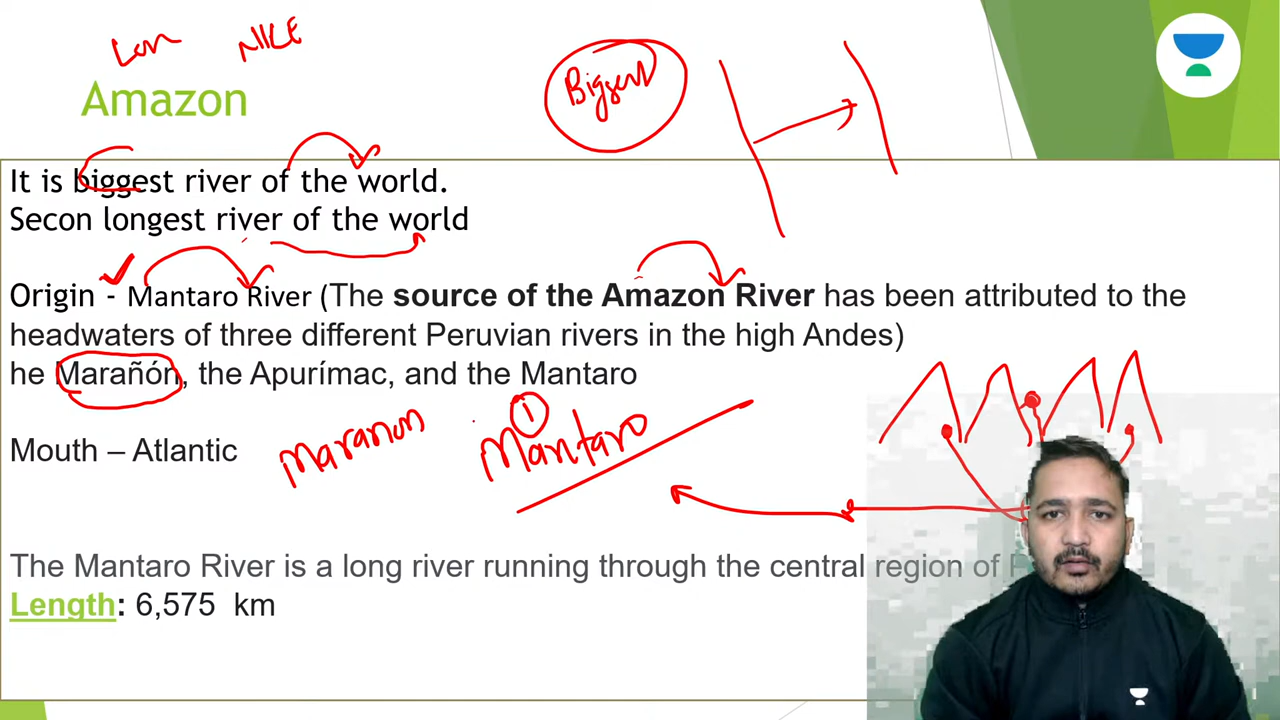 Lon NILE
Amazon
Biggest
It is biggest river of the world.
Secon longest river of the world
Origin - Mantaro River (The source of the Amazon River has been attributed to the
headwaters of three different Peruvian rivers in the high Andes)
he Marañón, the Apurímac, and the Mantaro
1
Maranon Mantaro
Mouth – Atlantic
The Mantaro River is a long river running through the central region of P
Length: 6,575 km